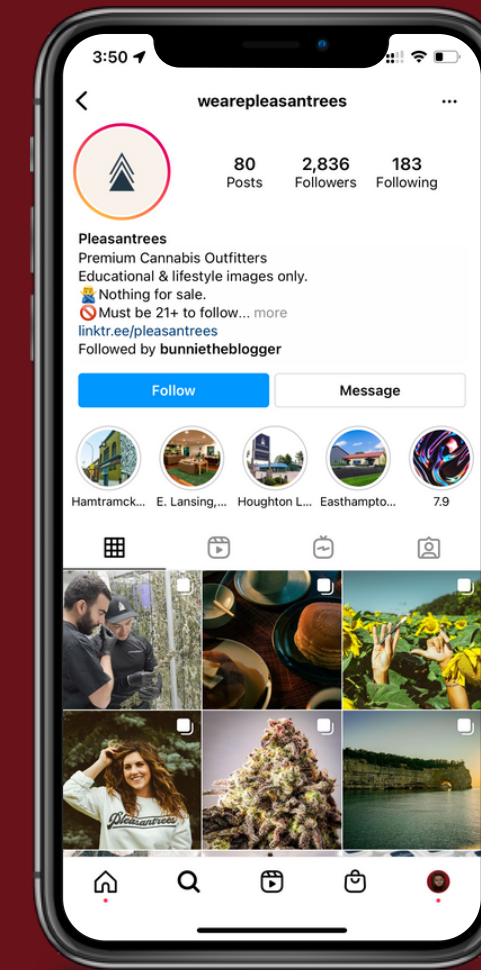 3:50
wearepleasantrees
...
80 2,836 183
Posts Followers Following
Pleasantrees
Premium Cannabis Outfitters
Educational & lifestyle images only.
🙅‍♂️Nothing for sale.
🚫Must be 21+ to follow... more
linktr.ee/pleasantrees
Followed by bunnietheblogger
Follow Message
Hamtramck... E. Lansing,... Houghton L... Easthampto... 7.9
Pleasantrees